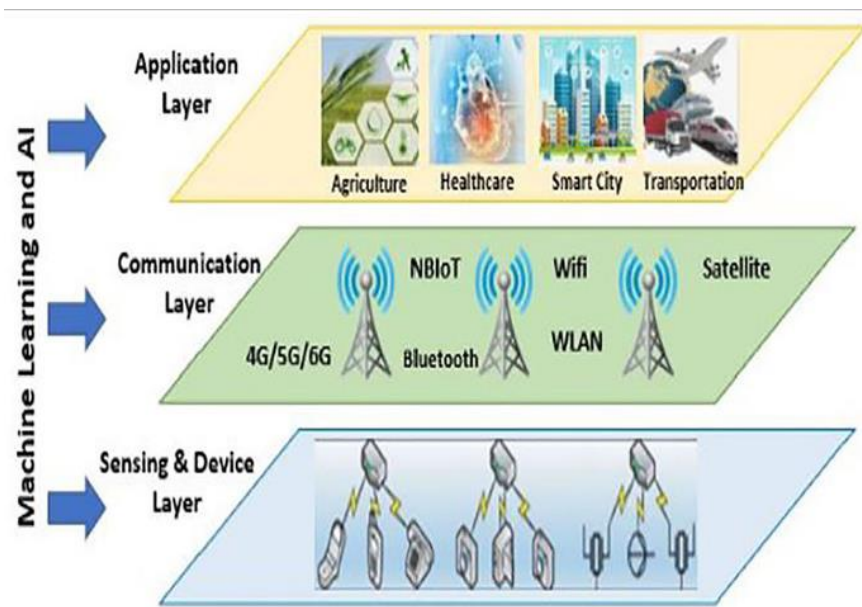 Machine Learning and AI
Application
Layer
Agriculture
Healthcare
Smart City
Transportation
Communication
Layer
NBIoT
Wifi
Satellite
4G/5G/6G
Bluetooth
WLAN
Sensing & Device
Layer